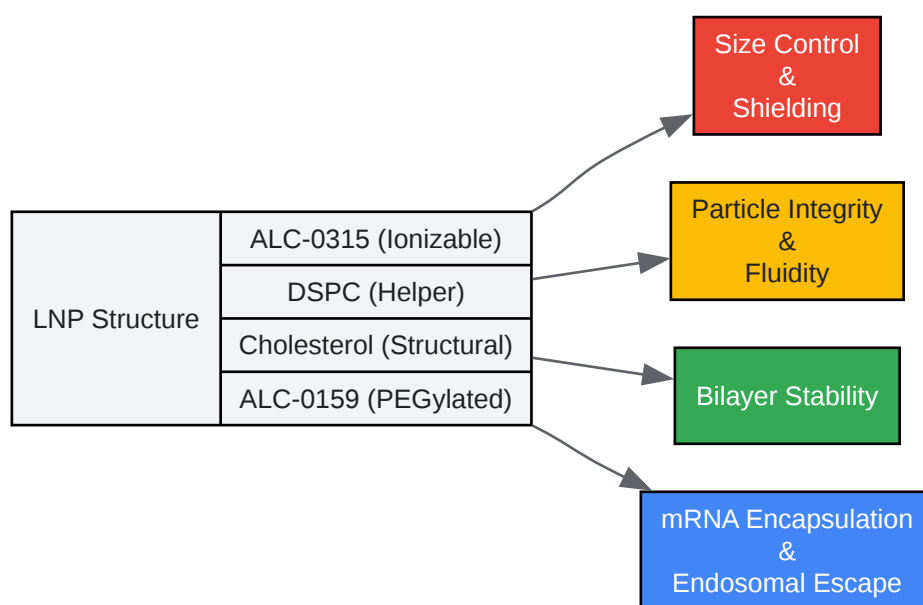 LNP Structure
ALC-0315 (Ionizable)
DSPC (Helper)
Cholesterol (Structural)
ALC-0159 (PEGylated)
Size Control
&
Shielding
Particle Integrity
&
Fluidity
Bilayer Stability
mRNA Encapsulation
&
Endosomal Escape